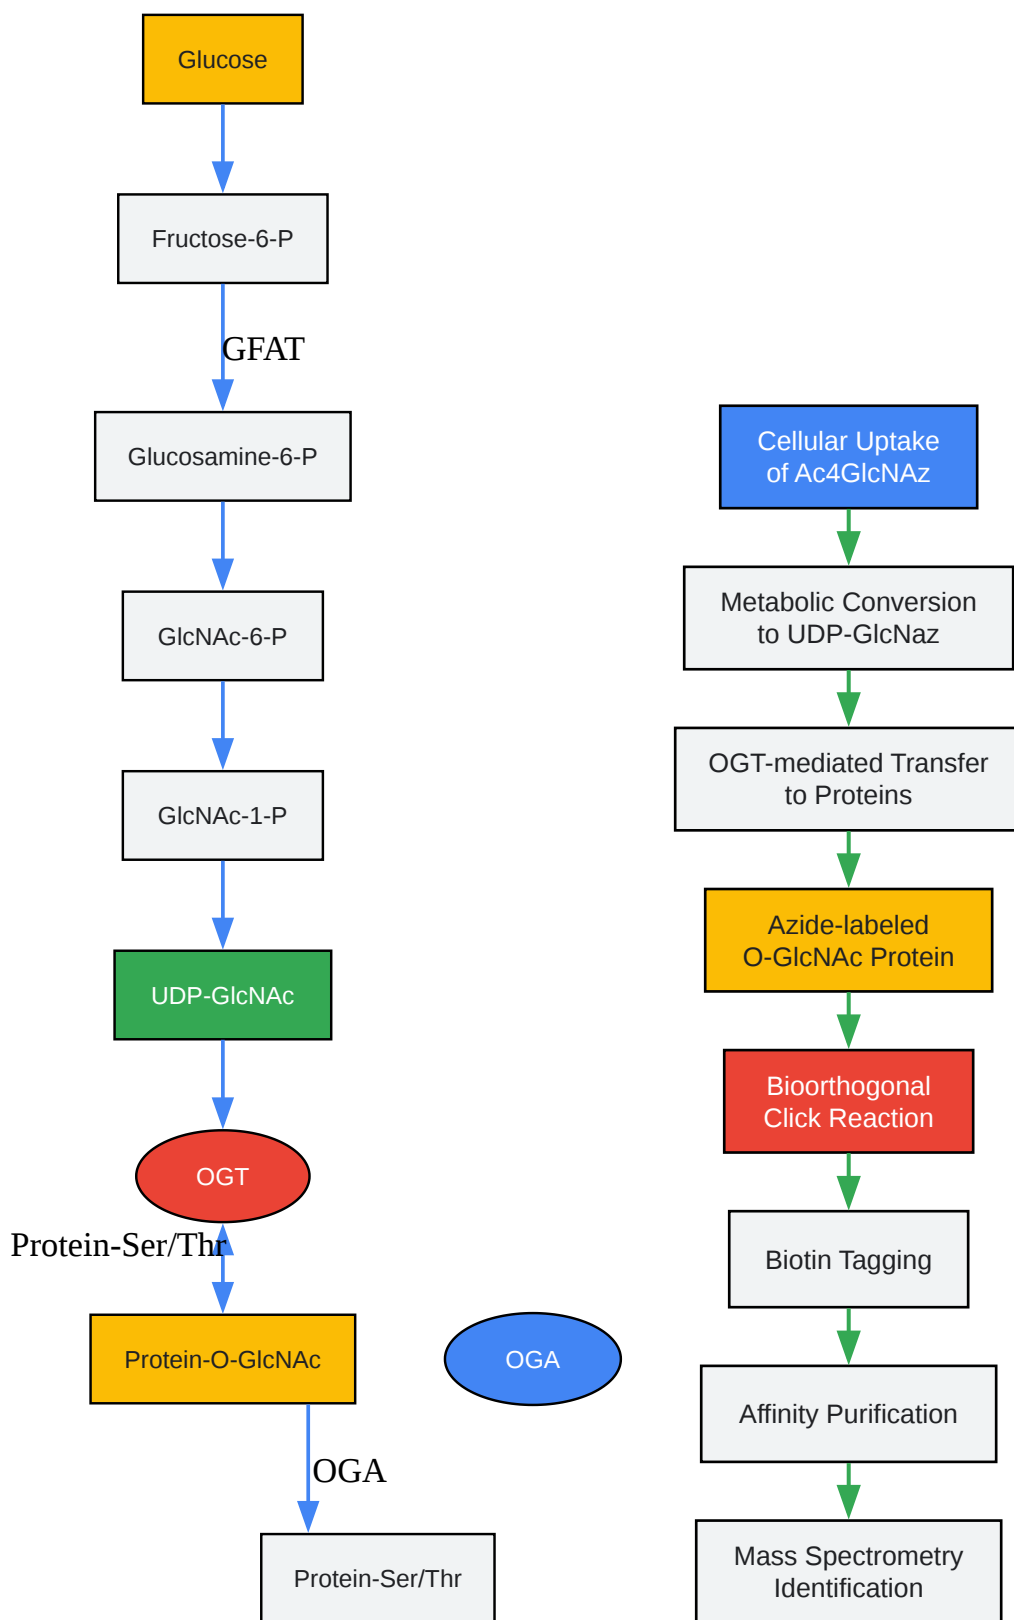 Glucose
Fructose-6-P
GFAT
Glucosamine-6-P
GlcNAc-6-P
GlcNAc-1-P
UDP-GlcNAc
OGT
Protein-Ser/Thr
Protein-O-GlcNAc
OGA
OGA
Protein-Ser/Thr
Cellular Uptake
of Ac4GlcNAz
Metabolic Conversion
to UDP-GlcNaz
OGT-mediated Transfer
to Proteins
Azide-labeled
O-GlcNAc Protein
Bioorthogonal
Click Reaction
Biotin Tagging
Affinity Purification
Mass Spectrometry
Identification